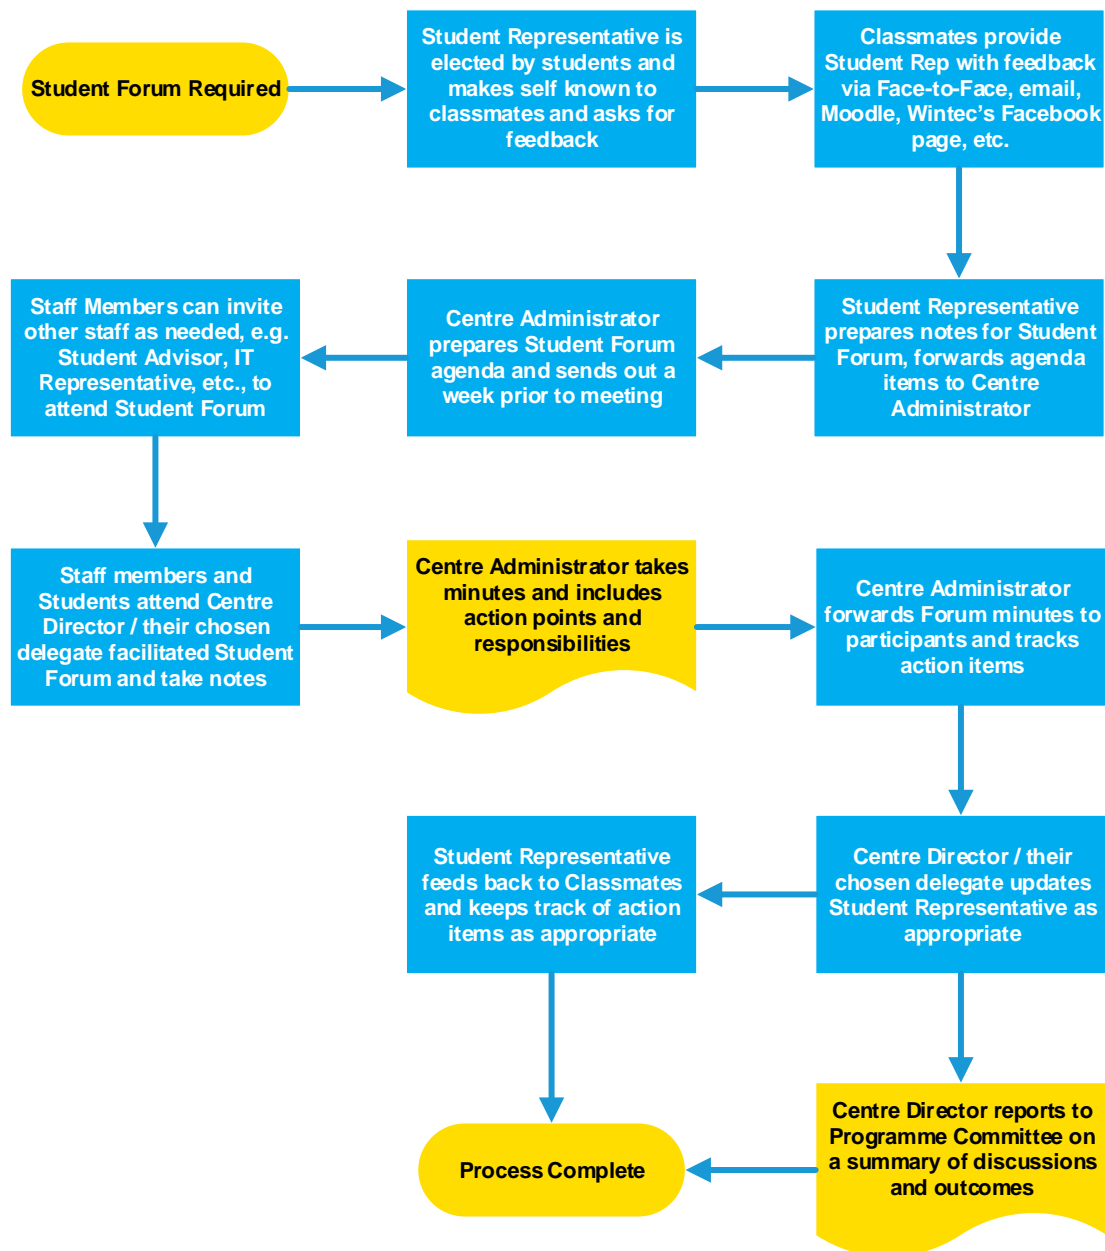 Student Forum Required
Student Representative is
elected by students and
makes self known to
classmates and asks for
feedback
Classmates provide
Student Rep with feedback
via Face-to-Face, email,
Moodle, Wintec’s Facebook
page, etc.
Student Representative
prepares notes for Student
Forum, forwards agenda
items to Centre
Administrator
Centre Administrator
prepares Student Forum
agenda and sends out a
week prior to meeting
Staff Members can invite
other staff as needed, e.g.
Student Advisor, IT
Representative, etc., to
attend Student Forum
Staff members and
Students attend Centre
Director / their chosen
delegate facilitated Student
Forum and take notes
Centre Administrator takes
minutes and includes
action points and
responsibilities
Centre Administrator
forwards Forum minutes to
participants and tracks
action items
Centre Director / their
chosen delegate updates
Student Representative as
appropriate
Student Representative
feeds back to Classmates
and keeps track of action
items as appropriate
Centre Director reports to
Programme Committee on
a summary of discussions
and outcomes
Process Complete